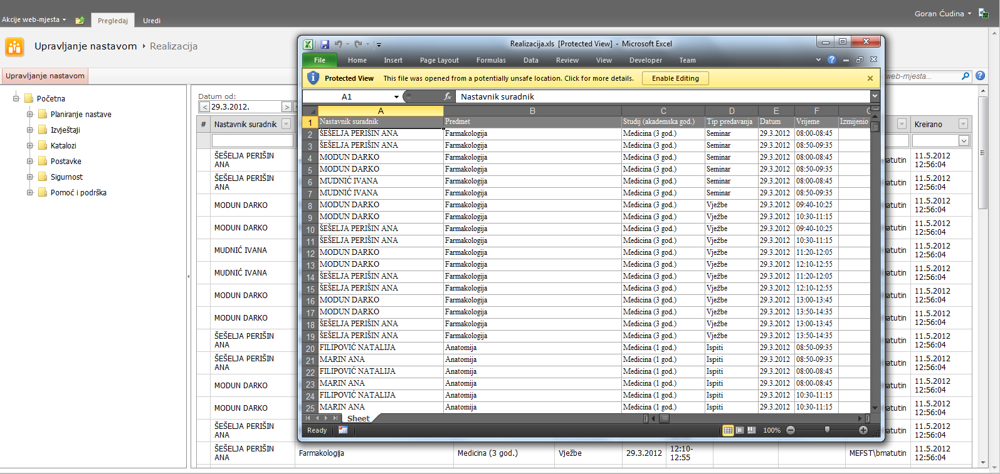 Akcije web-mjesta
Pregledaj
Uredi
Goran Ćudina
Upravljanje nastavom
Realizacija
Upravljanje nastavom
web-mjesta...
Početna
Planiranje nastave
Izvještaji
Katalozi
Postavke
Sigurnost
Pomoć i podrška
Datum od:
< 29.3.2012. >
# Nastavnik suradnik
ŠEŠELJA PERIŠIN
ANA
ŠEŠELJA PERIŠIN
ANA
MODUN DARKO
MODUN DARKO
MUDNIĆ IVANA
MUDNIĆ IVANA
MODUN DARKO
MODUN DARKO
ŠEŠELJA PERIŠIN
ANA
ŠEŠELJA PERIŠIN
ANA
MODUN DARKO
MODUN DARKO
ŠEŠELJA PERIŠIN
ANA
ŠEŠELJA PERIŠIN
ANA
Farmakologija Medicina (3 god.) Vježbe 29.3.2012 12:10-
12:55
MEFST\bmatutin
Realizacija.xls [Protected View] - Microsoft Excel
File Home Insert Page Layout Formulas Data Review View Developer Team
Protected View This file was opened from a potentially unsafe location. Click for more details. Enable Editing
A1 fx Nastavnik suradnik
A B C D E F G
1 Nastavnik suradnik Predmet Studij (akademska god.) Tip predavanja Datum Vrijeme Izmijenio
2 ŠEŠELJA PERIŠIN ANA Farmakologija Medicina (3 god.) Seminar 29.3.2012 08:00-08:45
3 ŠEŠELJA PERIŠIN ANA Farmakologija Medicina (3 god.) Seminar 29.3.2012 08:50-09:35
4 MODUN DARKO Farmakologija Medicina (3 god.) Seminar 29.3.2012 08:00-08:45
5 MODUN DARKO Farmakologija Medicina (3 god.) Seminar 29.3.2012 08:50-09:35
6 MUDNIĆ IVANA Farmakologija Medicina (3 god.) Seminar 29.3.2012 08:00-08:45
7 MUDNIĆ IVANA Farmakologija Medicina (3 god.) Seminar 29.3.2012 08:50-09:35
8 MODUN DARKO Farmakologija Medicina (3 god.) Vježbe 29.3.2012 09:40-10:25
9 MODUN DARKO Farmakologija Medicina (3 god.) Vježbe 29.3.2012 10:30-11:15
10 ŠEŠELJA PERIŠIN ANA Farmakologija Medicina (3 god.) Vježbe 29.3.2012 09:40-10:25
11 ŠEŠELJA PERIŠIN ANA Farmakologija Medicina (3 god.) Vježbe 29.3.2012 10:30-11:15
12 MODUN DARKO Farmakologija Medicina (3 god.) Vježbe 29.3.2012 11:20-12:05
13 MODUN DARKO Farmakologija Medicina (3 god.) Vježbe 29.3.2012 12:10-12:55
14 ŠEŠELJA PERIŠIN ANA Farmakologija Medicina (3 god.) Vježbe 29.3.2012 11:20-12:05
15 ŠEŠELJA PERIŠIN ANA Farmakologija Medicina (3 god.) Vježbe 29.3.2012 12:10-12:55
16 MODUN DARKO Farmakologija Medicina (3 god.) Vježbe 29.3.2012 13:00-13:45
17 MODUN DARKO Farmakologija Medicina (3 god.) Vježbe 29.3.2012 13:50-14:35
18 ŠEŠELJA PERIŠIN ANA Farmakologija Medicina (3 god.) Vježbe 29.3.2012 13:00-13:45
19 ŠEŠELJA PERIŠIN ANA Farmakologija Medicina (3 god.) Vježbe 29.3.2012 13:50-14:35
20 FILIPOVIĆ NATALIJA Anatomija Medicina (1 god.) Ispiti 29.3.2012 08:50-09:35
21 MARIN ANA Anatomija Medicina (1 god.) Ispiti 29.3.2012 08:50-09:35
22 FILIPOVIĆ NATALIJA Anatomija Medicina (1 god.) Ispiti 29.3.2012 08:00-08:45
23 MARIN ANA Anatomija Medicina (1 god.) Ispiti 29.3.2012 08:00-08:45
24 FILIPOVIĆ NATALIJA Anatomija Medicina (1 god.) Ispiti 29.3.2012 10:30-11:15
25 MARIN ANA Anatomija Medicina (1 god.) Ispiti 29.3.2012 10:30-11:15
Sheet
Ready 100%
Kreirano
matutin 11.5.2012
12:56:04
matutin 11.5.2012
12:56:04
matutin 11.5.2012
12:56:04
matutin 11.5.2012
12:56:04
matutin 11.5.2012
12:56:04
matutin 11.5.2012
12:56:04
matutin 11.5.2012
12:56:04
matutin 11.5.2012
12:56:04
matutin 11.5.2012
12:56:04
matutin 11.5.2012
12:56:04
matutin 11.5.2012
12:56:04
matutin 11.5.2012
12:56:04
matutin 11.5.2012
12:56:04
11.5.2012
12:56:04